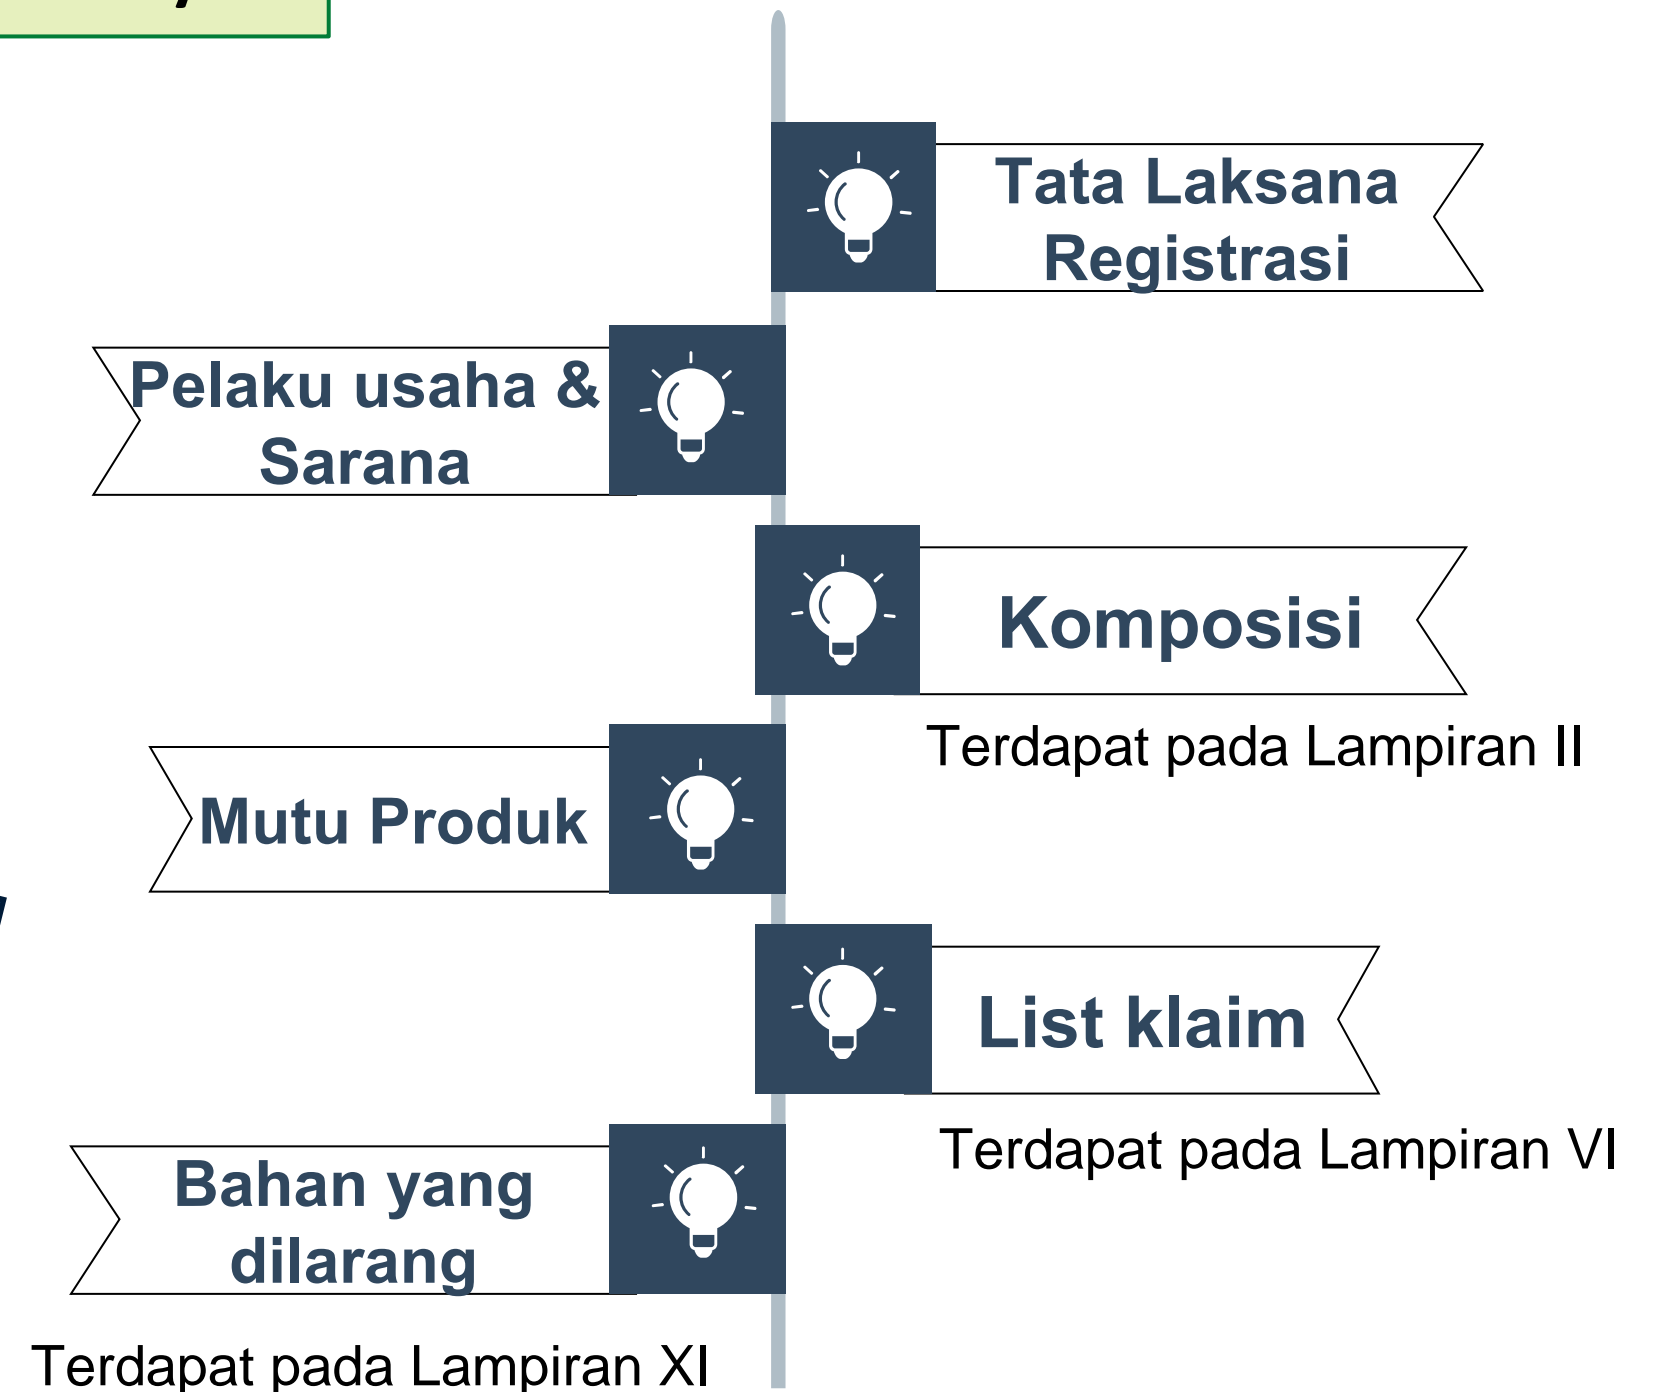 Tata Laksana
Registrasi
Pelaku usaha &
Sarana
Komposisi
Terdapat pada Lampiran II
Mutu Produk
List klaim
Terdapat pada Lampiran VI
Bahan yang
dilarang
Terdapat pada Lampiran XI